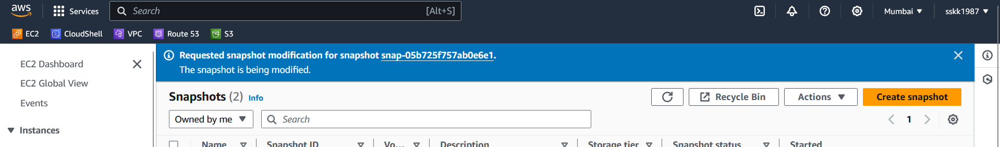 aws
Services
Search
[Alt+S]
Mumbai
sskk1987
EC2
CloudShell
VPC
Route 53
S3
EC2 Dashboard
EC2 Global View
Events
Instances
Requested snapshot modification for snapshot snap-05b725f757ab0e6e1.
The snapshot is being modified.
Snapshots (2) Info
Recycle Bin
Actions
Create snapshot
Owned by me
Search
1
Name
Snapshot ID
Vo...
Description
Storage tier
Snapshot status
Started